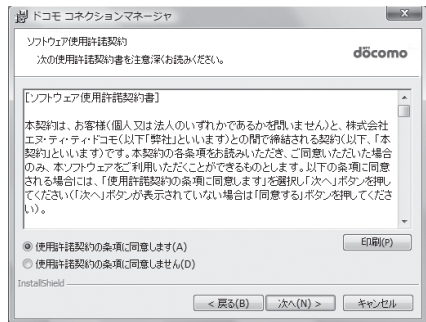 ドコモ コネクションマネージャ
ソフトウェア使用許諾契約
次の使用許諾契約書を注意深くお読みください。
döcomo
[ソフトウェア使用許諾契約書]
本契約は、お客様(個人又は法人のいずれかであるかを問いません)と、株式会社
エヌ・ティ・ティ・ドコモ(以下「弊社」といいます)との間で締結される契約(以下、「本
契約」といいます)です。本契約の各条項をお読みいただき、ご同意いただいた場合
のみ、本ソフトウェアをご利用いただくことができるものとします。以下の条項に同意
される場合には、「使用許諾契約の条項に同意します」を選択し「次へ」ボタンを押し
てください(「次へ」ボタンが表示されていない場合は「同意する」ボタンを押してくださ
い)。
使用許諾契約の条項に同意します(A)
印刷(P)
使用許諾契約の条項に同意しません(D)
InstallShield
< 戻る(B)
次へ(N) >
キャンセル